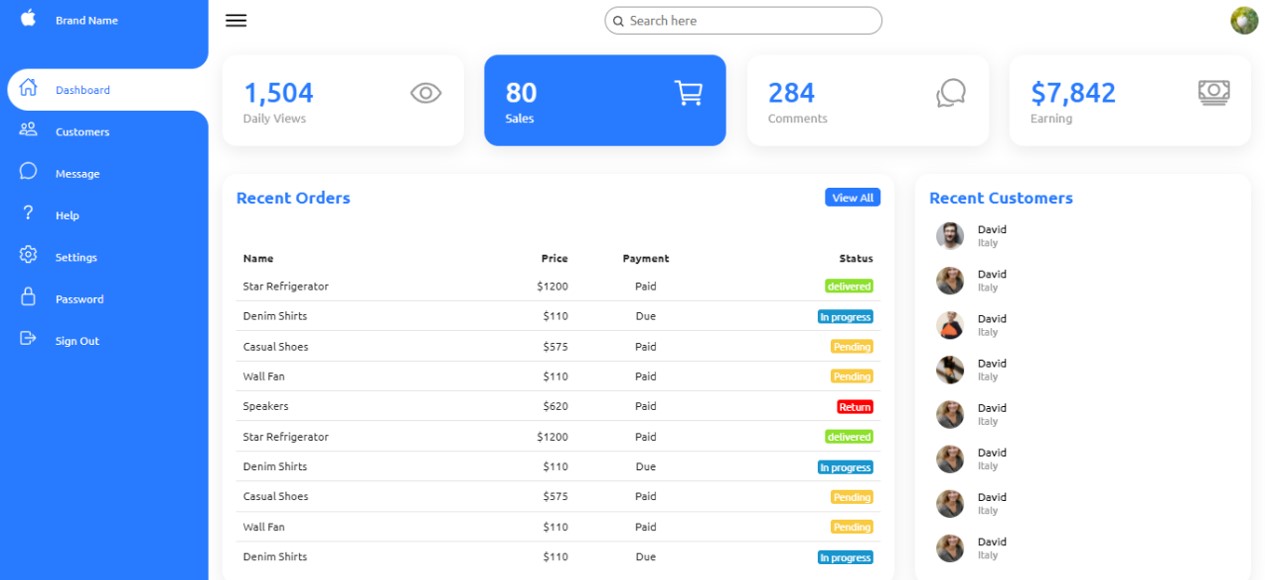 Brand Name
Search here
Dashboard
Customers
Message
Help
Settings
Password
Sign Out
1,504
Daily Views
80
Sales
284
Comments
$7,842
Earning
Recent Orders
View All
Name Price Payment Status
Star Refrigerator $1200 Paid delivered
Denim Shirts $110 Due In progress
Casual Shoes $575 Paid Pending
Wall Fan $110 Paid Pending
Speakers $620 Paid Return
Star Refrigerator $1200 Paid delivered
Denim Shirts $110 Due In progress
Casual Shoes $575 Paid Pending
Wall Fan $110 Paid Pending
Denim Shirts $110 Due In progress
Recent Customers
David
Italy
David
Italy
David
Italy
David
Italy
David
Italy
David
Italy
David
Italy
David
Italy